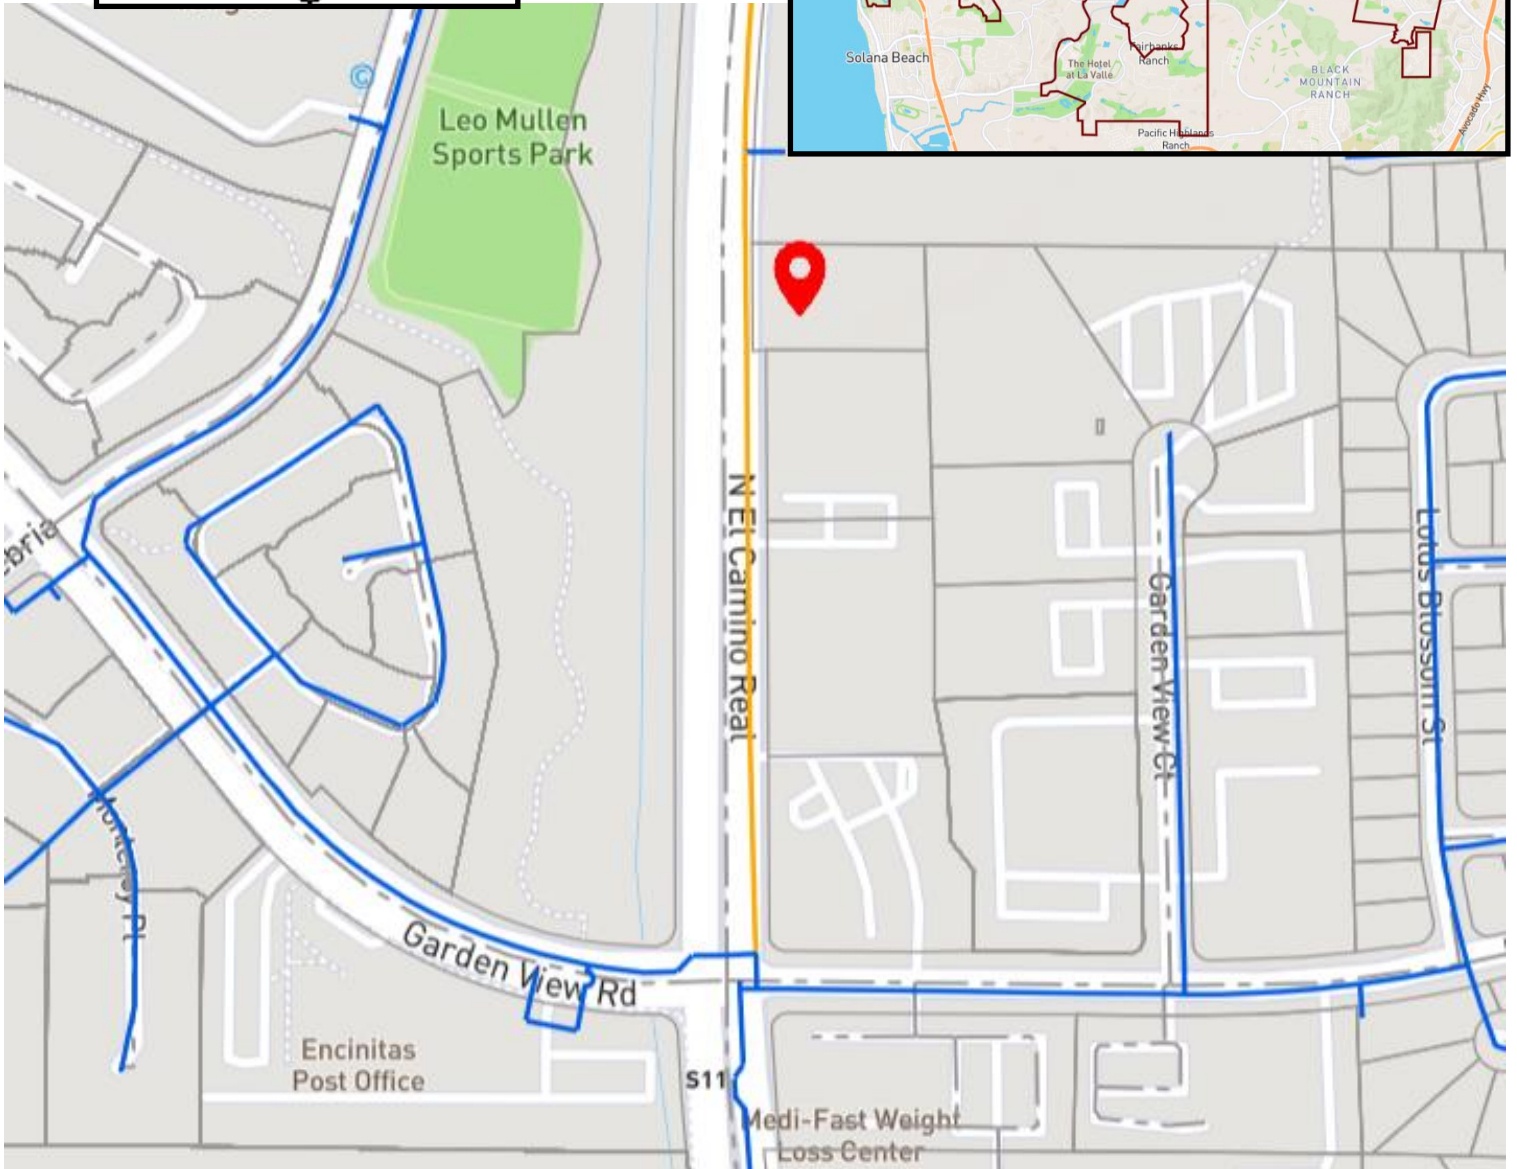 Solana Beach
The Hotel
at La Valle
Fairbanks
Ranch
BLACK
MOUNTAIN
RANCH
Avocado Hwy
Pacific Highlands
Ranch
©
Leo Mullen
Sports Park
N El Camino Real
Garden View Ct
Lotus Blossom St
Monterey Pl
Garden View Rd
Encinitas
Post Office
S11
Medi-Fast Weight
Loss Center